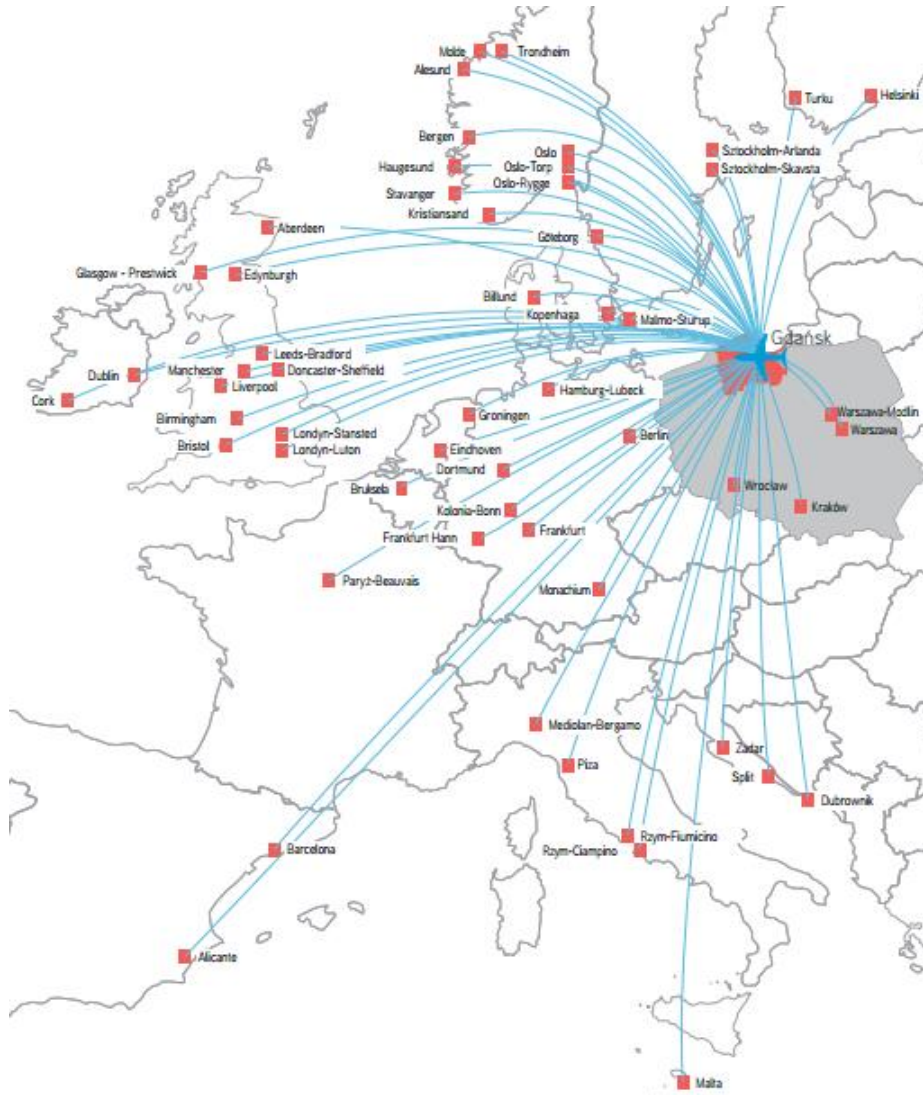 Molde
Trondheim
Alesund
Turku
Helsinki
Bergen
Oslo
Sztockholm-Arlanda
Haugesund
Oslo-Torp
Sztockholm-Skavsta
Oslo-Rygge
Stavanger
Kristiansand
Aberdeen
Göteborg
Glasgow - Prestwick
Edynburgh
Billund
Kopenhaga
Malmo-Sturup
Gdańsk
Leeds-Bradford
Dublin
Manchester
Doncaster-Sheffield
Liverpool
Hamburg-Lubeck
Cork
Birmingham
Groningen
Warszawa-Modlin
Warszawa
Londyn-Stansted
Berlin
Bristol
Londyn-Luton
Eindhoven
Dortmund
Bruksela
Wrocław
Kolonia-Bonn
Kraków
Frankfurt Hann
Frankfurt
Paryż-Beauvais
Monachium
Mediolan-Bergamo
Zadar
Piza
Split
Dubrownik
Rzym-Fiumicino
Barcelona
Rzym-Ciampino
Alicante
Malta